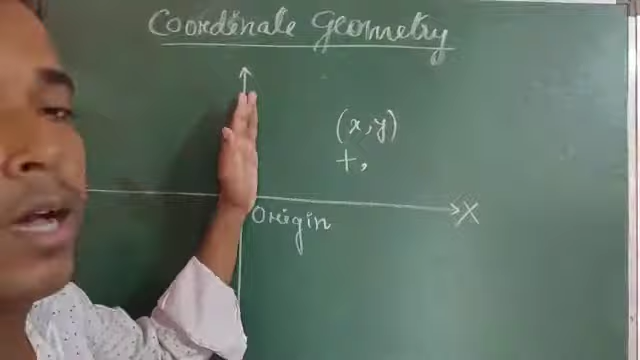 Coordinate Geometry
(x,y)
+,
X
Origin